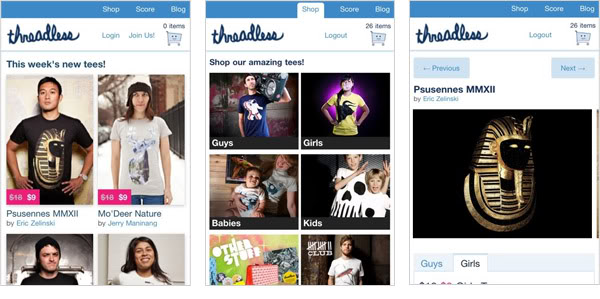 Shop Score Blog
0 items
threadless
Login Join Us!
This week's new tees!
$18 $9
$18 $9
Psusennes MMXII
by Eric Zelinski
Mo'Deer Nature
by Jerry Maninang
Shop Score Blog
26 items
threadless
Logout
Shop our amazing tees!
Guys
Girls
Babies
Kids
OTHER
STUFF
CLUB
Shop Score Blog
26 items
threadless
Logout
← Previous
Next →
Psusennes MMXII
by Eric Zelinski
Guys
Girls